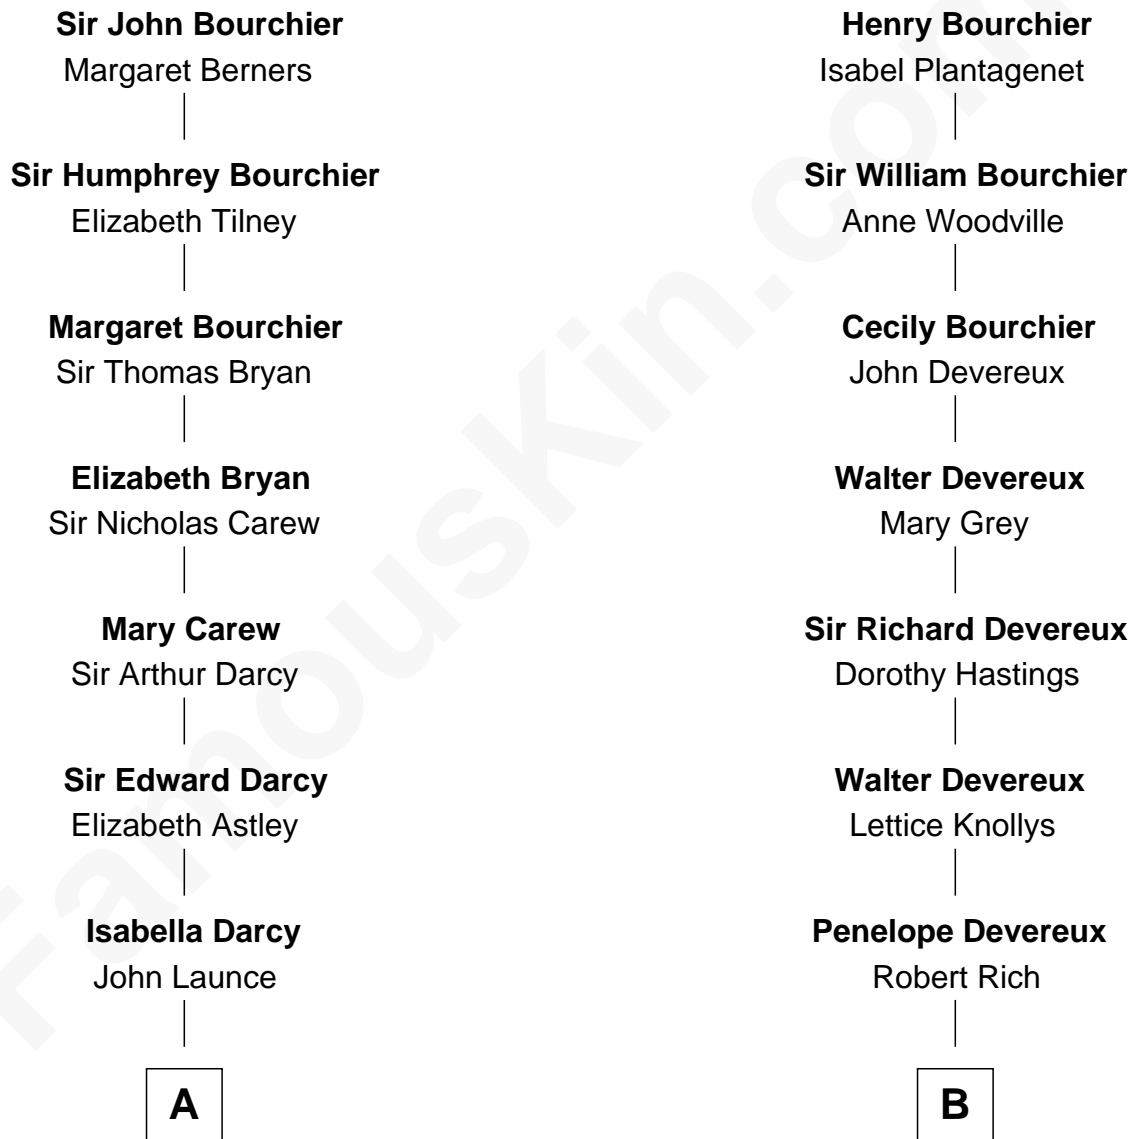 Sir John Bourchier
Margaret Berners
Sir Humphrey Bourchier
Elizabeth Tilney
Margaret Bourchier
Sir Thomas Bryan
Elizabeth Bryan
Sir Nicholas Carew
Mary Carew
Sir Arthur Darcy
Sir Edward Darcy
Elizabeth Astley
Isabella Darcy
John Launce
A
Henry Bourchier
Isabel Plantagenet
Sir William Bourchier
Anne Woodville
Cecily Bourchier
John Devereux
Walter Devereux
Mary Grey
Sir Richard Devereux
Dorothy Hastings
Walter Devereux
Lettice Knollys
Penelope Devereux
Robert Rich
B
FamousKin.com